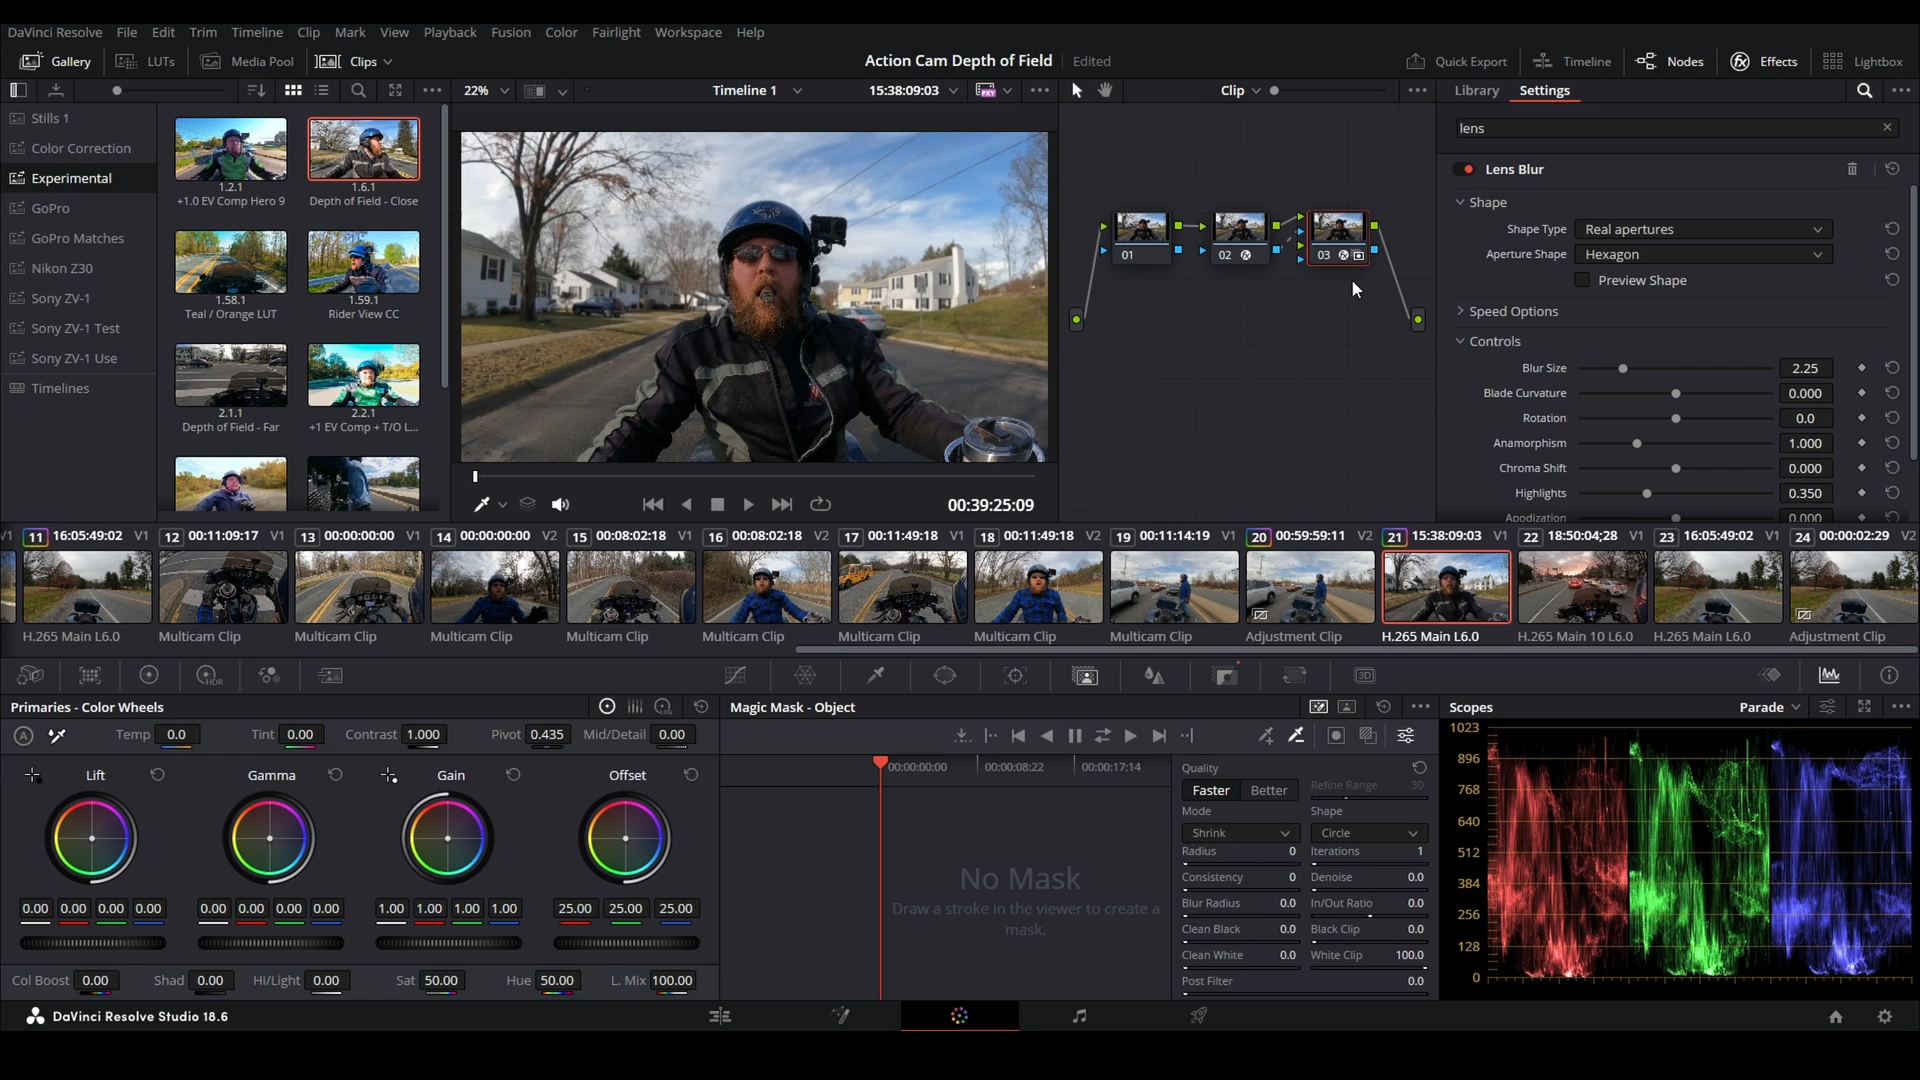 DaVinci Resolve File Edit Trim Timeline Clip Mark View Playback Fusion Color Fairlight Workspace Help
Gallery LUTs Media Pool Clips Action Cam Depth of Field Edited Quick Export Timeline Nodes Effects Lightbox
22% Timeline 1 15:38:09:03 Clip Library Settings
Stills 1
Color Correction
Experimental
GoPro
GoPro Matches
Nikon Z30
Sony ZV-1
Sony ZV-1 Test
Sony ZV-1 Use
Timelines
1.2.1
+1.0 EV Comp Hero 9
1.6.1
Depth of Field - Close
1.58.1
Teal / Orange LUT
1.59.1
Rider View CC
2.1.1
Depth of Field - Far
2.2.1
+1 EV Comp + T/O L...
00:39:25:09
01
02
03
lens
Lens Blur
Shape
Shape Type Real apertures
Aperture Shape Hexagon
Preview Shape
Speed Options
Controls
Blur Size 2.25
Blade Curvature 0.000
Rotation 0.0
Anamorphism 1.000
Chroma Shift 0.000
Highlights 0.350
Apodization 0.000
V1 11 16:05:49:02 V1 12 00:11:09:17 V1 13 00:00:00:00 V1 14 00:00:00:00 V2 15 00:08:02:18 V1 16 00:08:02:18 V2 17 00:11:49:18 V1 18 00:11:49:18 V2 19 00:11:14:19 V1 20 00:59:59:11 V2 21 15:38:09:03 V1 22 18:50:04;28 V1 23 16:05:49:02 V1 24 00:00:02:29 V2
H.265 Main L6.0 Multicam Clip Multicam Clip Multicam Clip Multicam Clip Multicam Clip Multicam Clip Multicam Clip Multicam Clip Adjustment Clip H.265 Main L6.0 H.265 Main 10 L6.0 H.265 Main L6.0 Adjustment Clip
HDR
3D
Primaries - Color Wheels
LOG
A Temp 0.0 Tint 0.00 Contrast 1.000 Pivot 0.435 Mid/Detail 0.00
Lift Gamma Gain Offset
0.00 0.00 0.00 0.00 0.00 0.00 0.00 0.00 1.00 1.00 1.00 1.00 25.00 25.00 25.00
Col Boost 0.00 Shad 0.00 Hi/Light 0.00 Sat 50.00 Hue 50.00 L. Mix 100.00
Magic Mask - Object
00:00:00:00 00:00:08:22 00:00:17:14
No Mask
Draw a stroke in the viewer to create a
mask.
Quality
Faster Better Refine Range 30
Mode Shape
Shrink Circle
Radius 0 Iterations 1
Consistency 0 Denoise 0.0
Blur Radius 0.0 In/Out Ratio 0.0
Clean Black 0.0 Black Clip 0.0
Clean White 0.0 White Clip 100.0
Post Filter 0.0
Scopes Parade
1023
896
768
640
512
384
256
128
0
DaVinci Resolve Studio 18.6